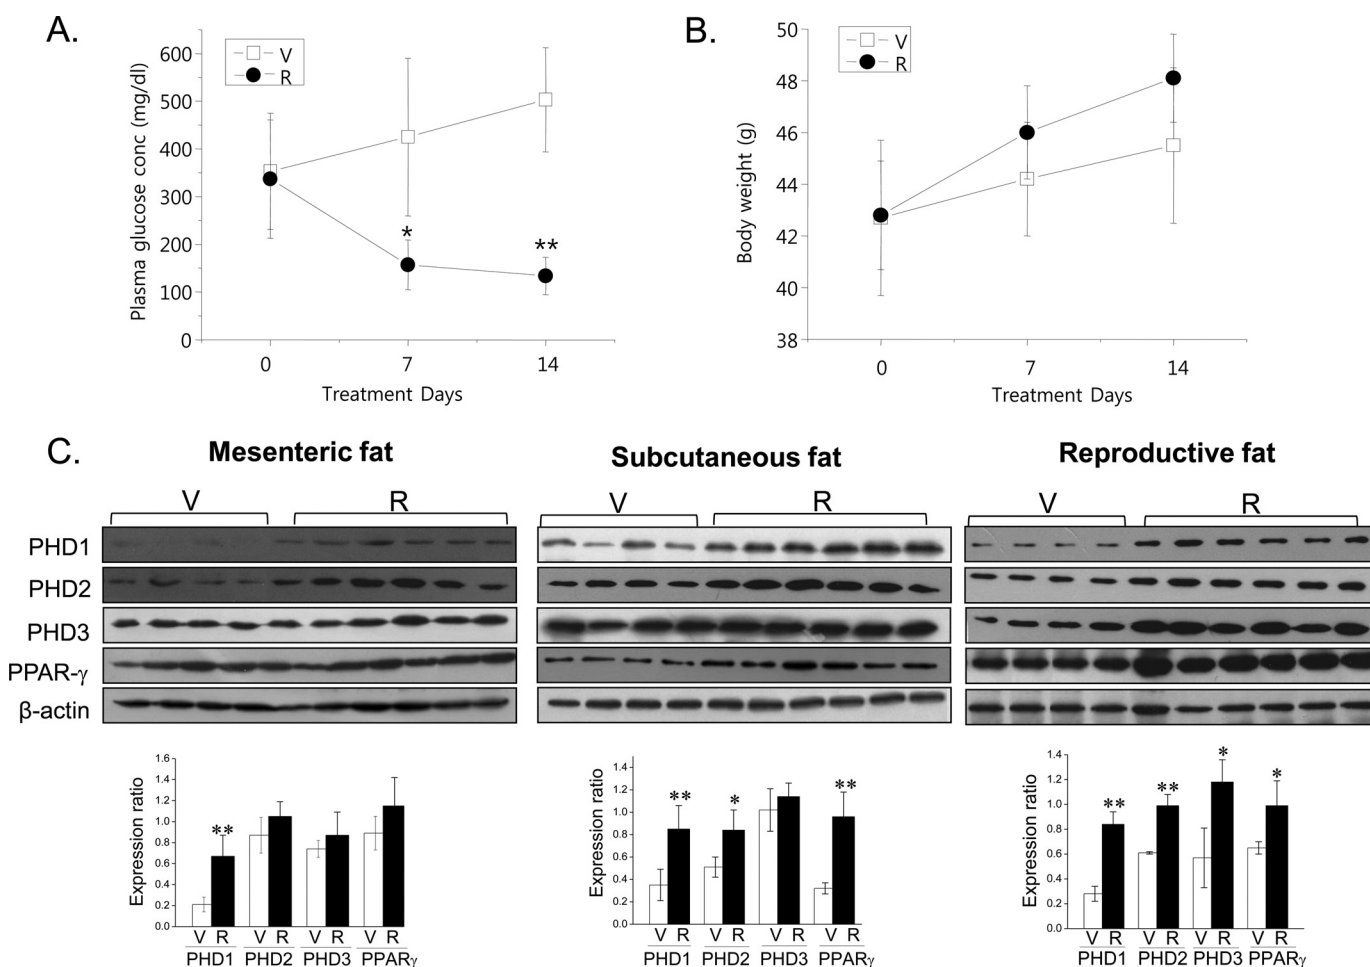 A.
Plasma glucose conc (mg/dl)
600
500
400
300
200
100
0
V
R
*
**
0 7 14
Treatment Days
B.
Body weight (g)
50
48
46
44
42
40
38
V
R
0 7 14
Treatment Days
C.
Mesenteric fat Subcutaneous fat Reproductive fat
V R V R V R
PHD1
PHD2
PHD3
PPAR-γ
β-actin
Expression ratio
1.6
1.4
1.2
1.0
0.8
0.6
0.4
0.2
0.0
**
V R V R V R V R
PHD1 PHD2 PHD3 PPARγ
Expression ratio
1.4
1.2
1.0
0.8
0.6
0.4
0.2
0.0
** * **
V R V R V R V R
PHD1 PHD2 PHD3 PPARγ
Expression ratio
1.4
1.2
1.0
0.8
0.6
0.4
0.2
0.0
** ** * *
V R V R V R V R
PHD1 PHD2 PHD3 PPARγ